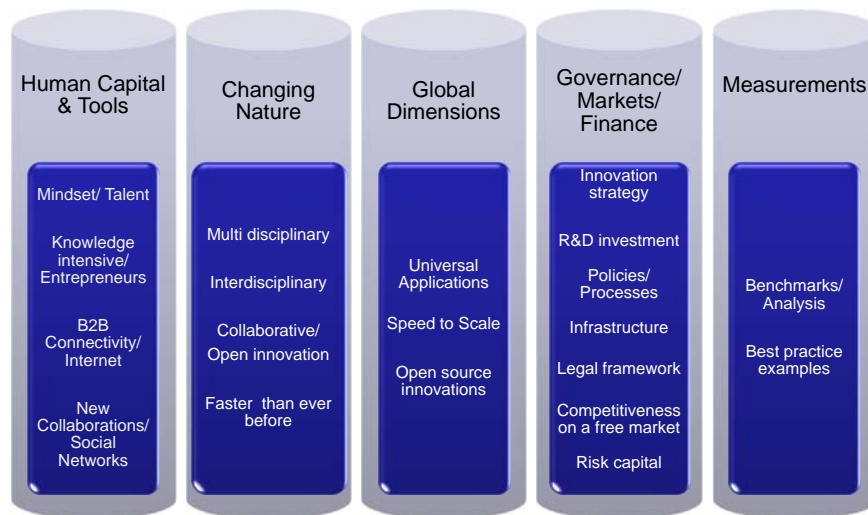 Human Capital
& Tools
Mindset/ Talent
Knowledge
intensive/
Entrepreneurs
B2B
Connectivity/
Internet
New
Collaborations/
Social
Networks
Changing
Nature
Multi disciplinary
Interdisciplinary
Collaborative/
Open innovation
Faster than ever
before
Global
Dimensions
Universal
Applications
Speed to Scale
Open source
innovations
Governance/
Markets/
Finance
Innovation
strategy
R&D investment
Policies/
Processes
Infrastructure
Legal framework
Competitiveness
on a free market
Risk capital
Measurements
Benchmarks/
Analysis
Best practice
examples